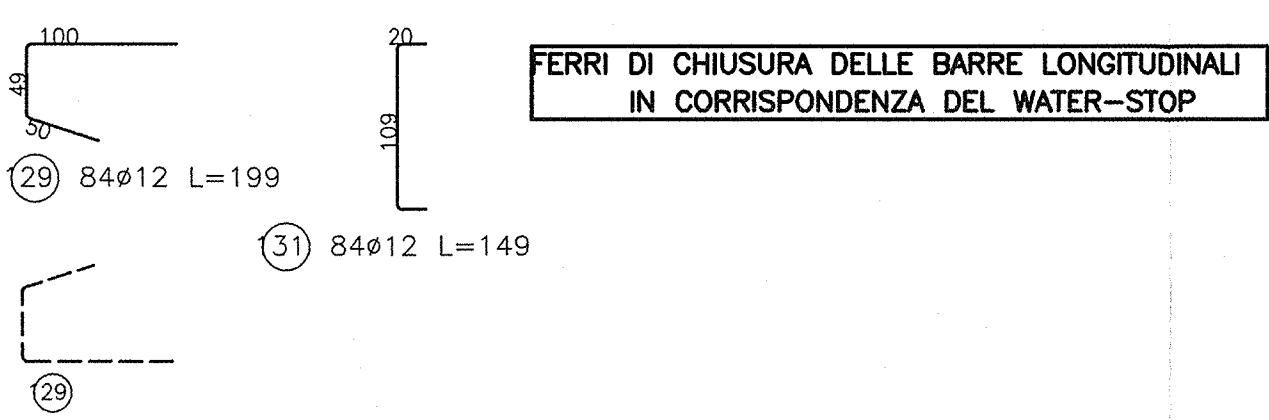 100
49
50
129 84ø12 L=199
20
109
131 84ø12 L=149
FERRI DI CHIUSURA DELLE BARRE LONGITUDINALI
IN CORRISPONDENZA DEL WATER-STOP
129